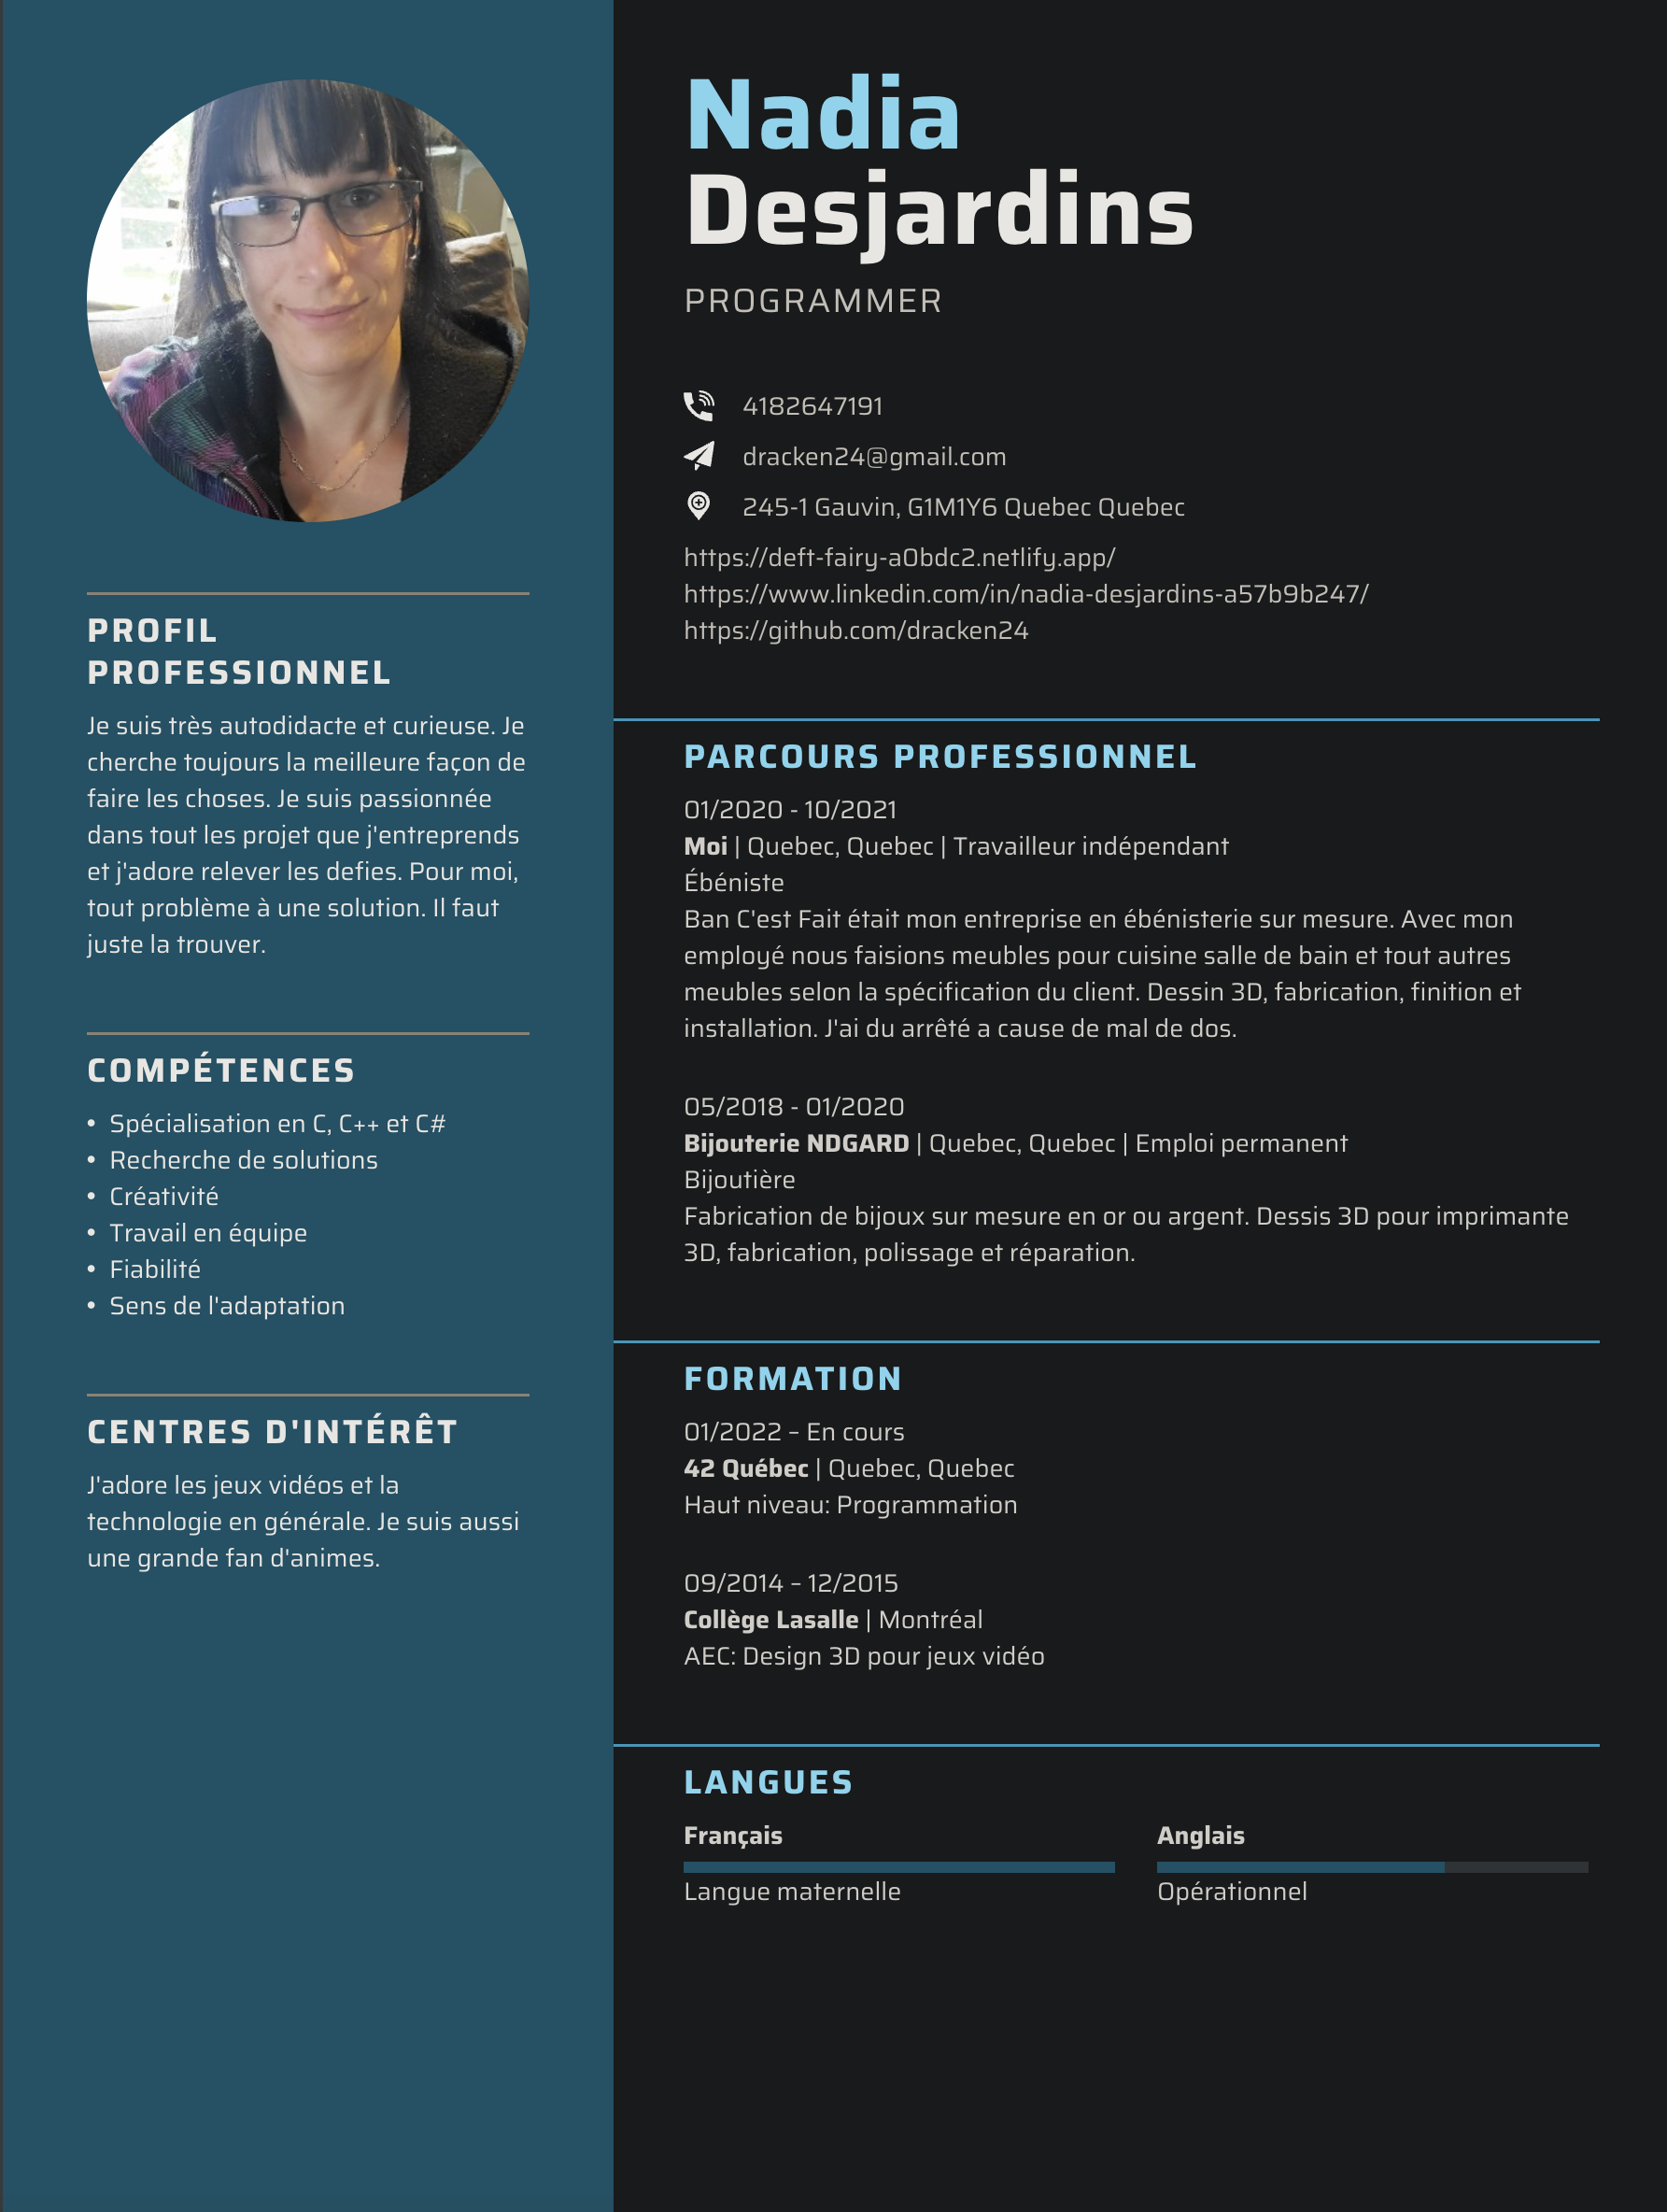 Nadia
Desjardins
PROGRAMMER
4182647191
dracken24@gmail.com
245-1 Gauvin, G1M1Y6 Quebec Quebec
https://deft-fairy-a0bdc2.netlify.app/
https://www.linkedin.com/in/nadia-desjardins-a57b9b247/
https://github.com/dracken24
PROFIL
PROFESSIONNEL
Je suis très autodidacte et curieuse. Je
cherche toujours la meilleure façon de
faire les choses. Je suis passionnée
dans tout les projet que j'entreprends
et j'adore relever les defies. Pour moi,
tout problème à une solution. Il faut
juste la trouver.
COMPÉTENCES
• Spécialisation en C, C++ et C#
• Recherche de solutions
• Créativité
• Travail en équipe
• Fiabilité
• Sens de l'adaptation
CENTRES D'INTÉRÊT
J'adore les jeux vidéos et la
technologie en générale. Je suis aussi
une grande fan d'animes.
PARCOURS PROFESSIONNEL
01/2020 - 10/2021
Moi | Quebec, Quebec | Travailleur indépendant
Ébéniste
Ban C'est Fait était mon entreprise en ébénisterie sur mesure. Avec mon
employé nous faisions meubles pour cuisine salle de bain et tout autres
meubles selon la spécification du client. Dessin 3D, fabrication, finition et
installation. J'ai du arrêté a cause de mal de dos.
05/2018 - 01/2020
Bijouterie NDGARD | Quebec, Quebec | Emploi permanent
Bijoutière
Fabrication de bijoux sur mesure en or ou argent. Dessis 3D pour imprimante
3D, fabrication, polissage et réparation.
FORMATION
01/2022 – En cours
42 Québec | Quebec, Quebec
Haut niveau: Programmation
09/2014 – 12/2015
Collège Lasalle | Montréal
AEC: Design 3D pour jeux vidéo
LANGUES
Français
Langue maternelle
Anglais
Opérationnel